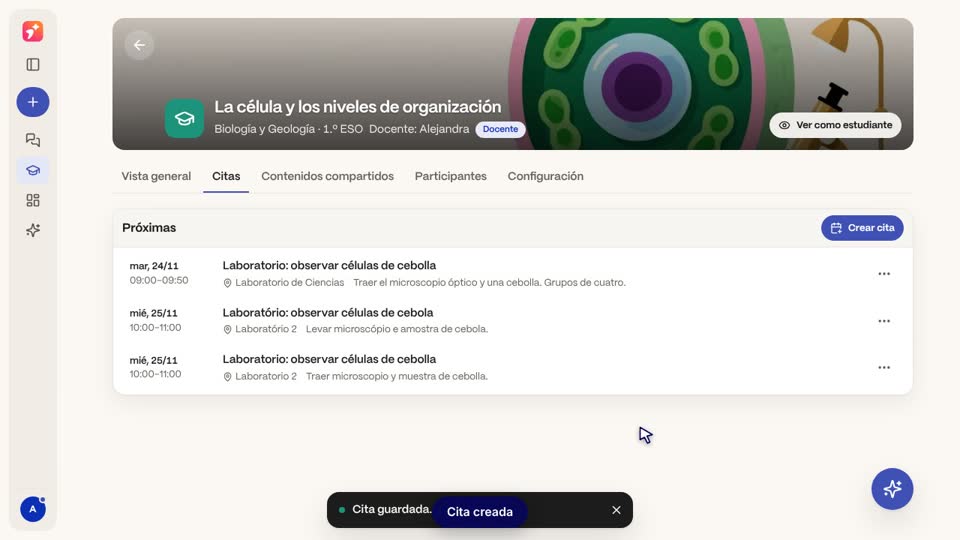 La célula y los niveles de organización
Biología y Geología · 1.º ESO Docente: Alejandra Docente
Ver como estudiante
Vista general Citas Contenidos compartidos Participantes Configuración
Próximas
Crear cita
mar, 24/11
09:00–09:50
Laboratorio: observar células de cebolla
Laboratorio de Ciencias Traer el microscopio óptico y una cebolla. Grupos de cuatro.
mié, 25/11
10:00–11:00
Laboratório: observar células de cebola
Laboratório 2 Levar microscópio e amostra de cebola.
mié, 25/11
10:00–11:00
Laboratorio: observar células de cebolla
Laboratorio 2 Traer microscopio y muestra de cebolla.
A
Cita guardada.
Cita creada